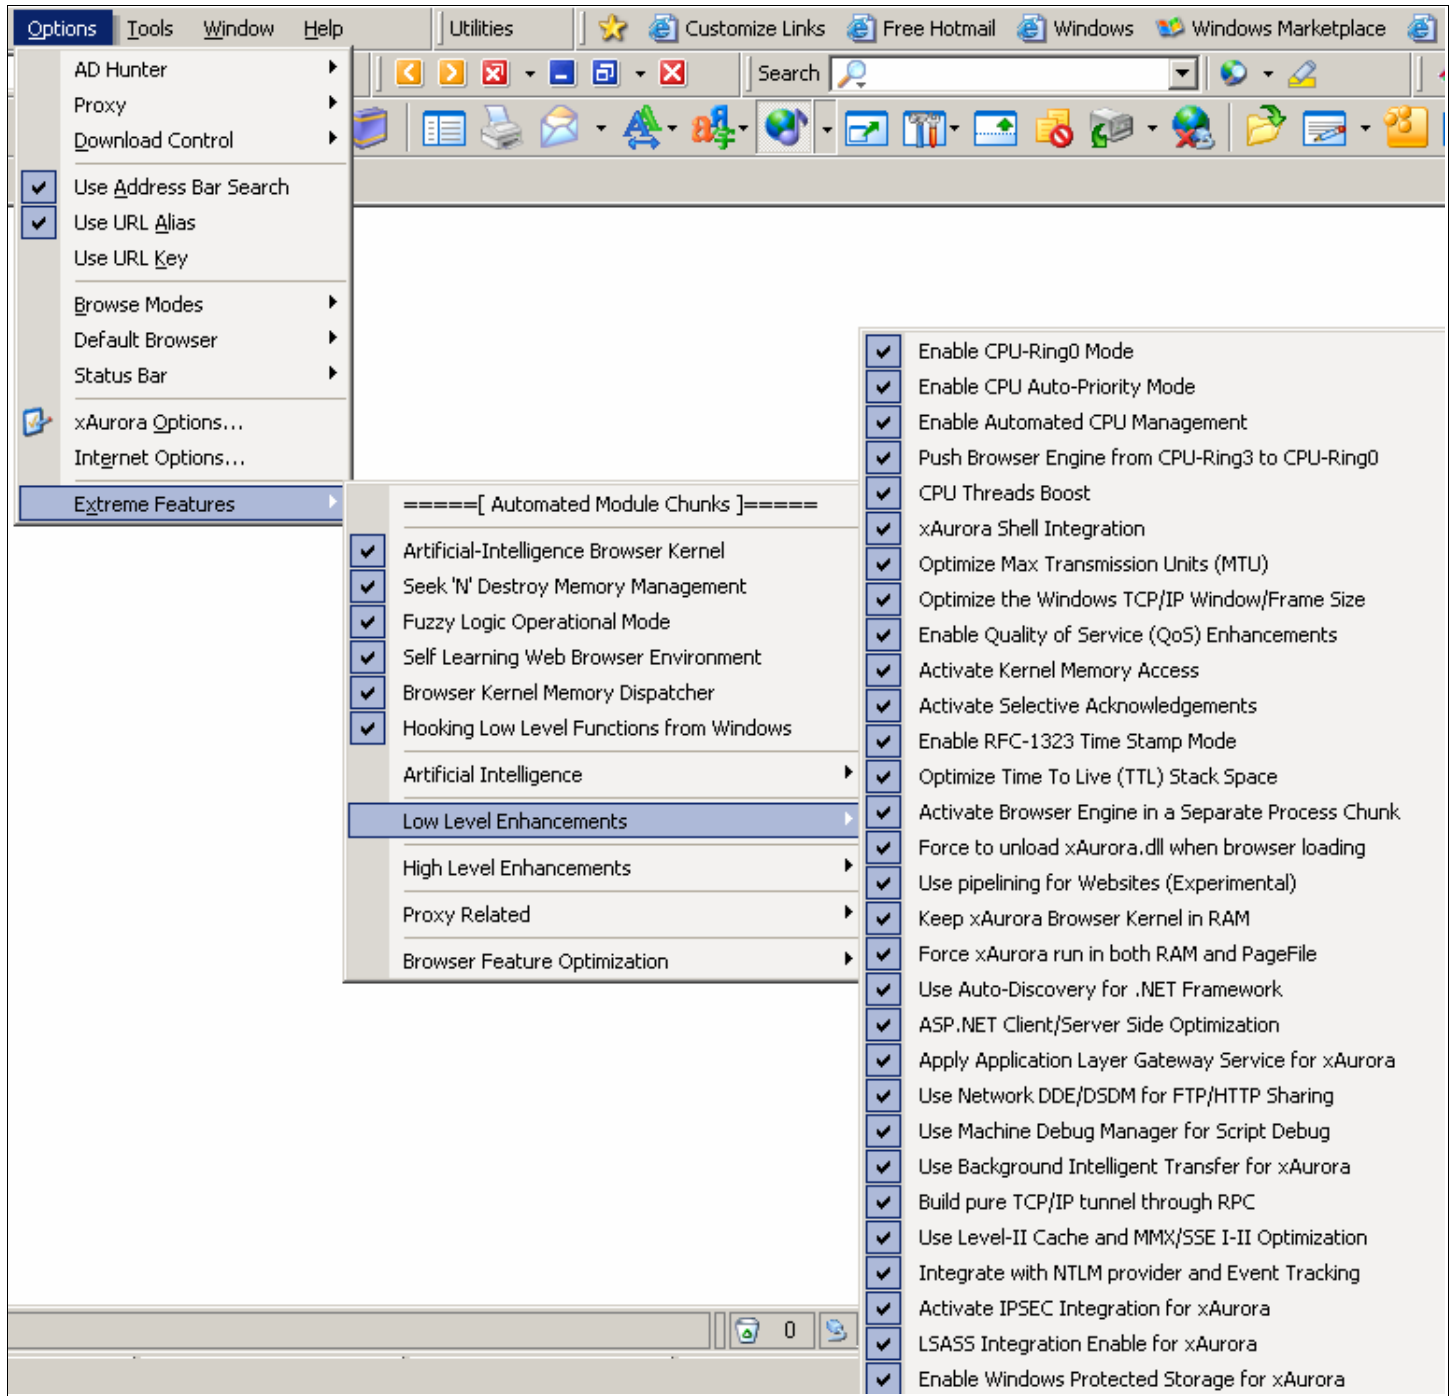 Options Tools Window Help Utilities Customize Links Free Hotmail Windows Windows Marketplace
Search
AD Hunter
Proxy
Download Control
Use Address Bar Search
Use URL Alias
Use URL Key
Browse Modes
Default Browser
Status Bar
xAurora Options...
Internet Options...
Extreme Features
=====[ Automated Module Chunks ]=====
Artificial-Intelligence Browser Kernel
Seek 'N' Destroy Memory Management
Fuzzy Logic Operational Mode
Self Learning Web Browser Environment
Browser Kernel Memory Dispatcher
Hooking Low Level Functions from Windows
Artificial Intelligence
Low Level Enhancements
High Level Enhancements
Proxy Related
Browser Feature Optimization
Enable CPU-Ring0 Mode
Enable CPU Auto-Priority Mode
Enable Automated CPU Management
Push Browser Engine from CPU-Ring3 to CPU-Ring0
CPU Threads Boost
xAurora Shell Integration
Optimize Max Transmission Units (MTU)
Optimize the Windows TCP/IP Window/Frame Size
Enable Quality of Service (QoS) Enhancements
Activate Kernel Memory Access
Activate Selective Acknowledgements
Enable RFC-1323 Time Stamp Mode
Optimize Time To Live (TTL) Stack Space
Activate Browser Engine in a Separate Process Chunk
Force to unload xAurora.dll when browser loading
Use pipelining for Websites (Experimental)
Keep xAurora Browser Kernel in RAM
Force xAurora run in both RAM and PageFile
Use Auto-Discovery for .NET Framework
ASP.NET Client/Server Side Optimization
Apply Application Layer Gateway Service for xAurora
Use Network DDE/DSDM for FTP/HTTP Sharing
Use Machine Debug Manager for Script Debug
Use Background Intelligent Transfer for xAurora
Build pure TCP/IP tunnel through RPC
Use Level-II Cache and MMX/SSE I-II Optimization
Integrate with NTLM provider and Event Tracking
Activate IPSEC Integration for xAurora
LSASS Integration Enable for xAurora
Enable Windows Protected Storage for xAurora
0